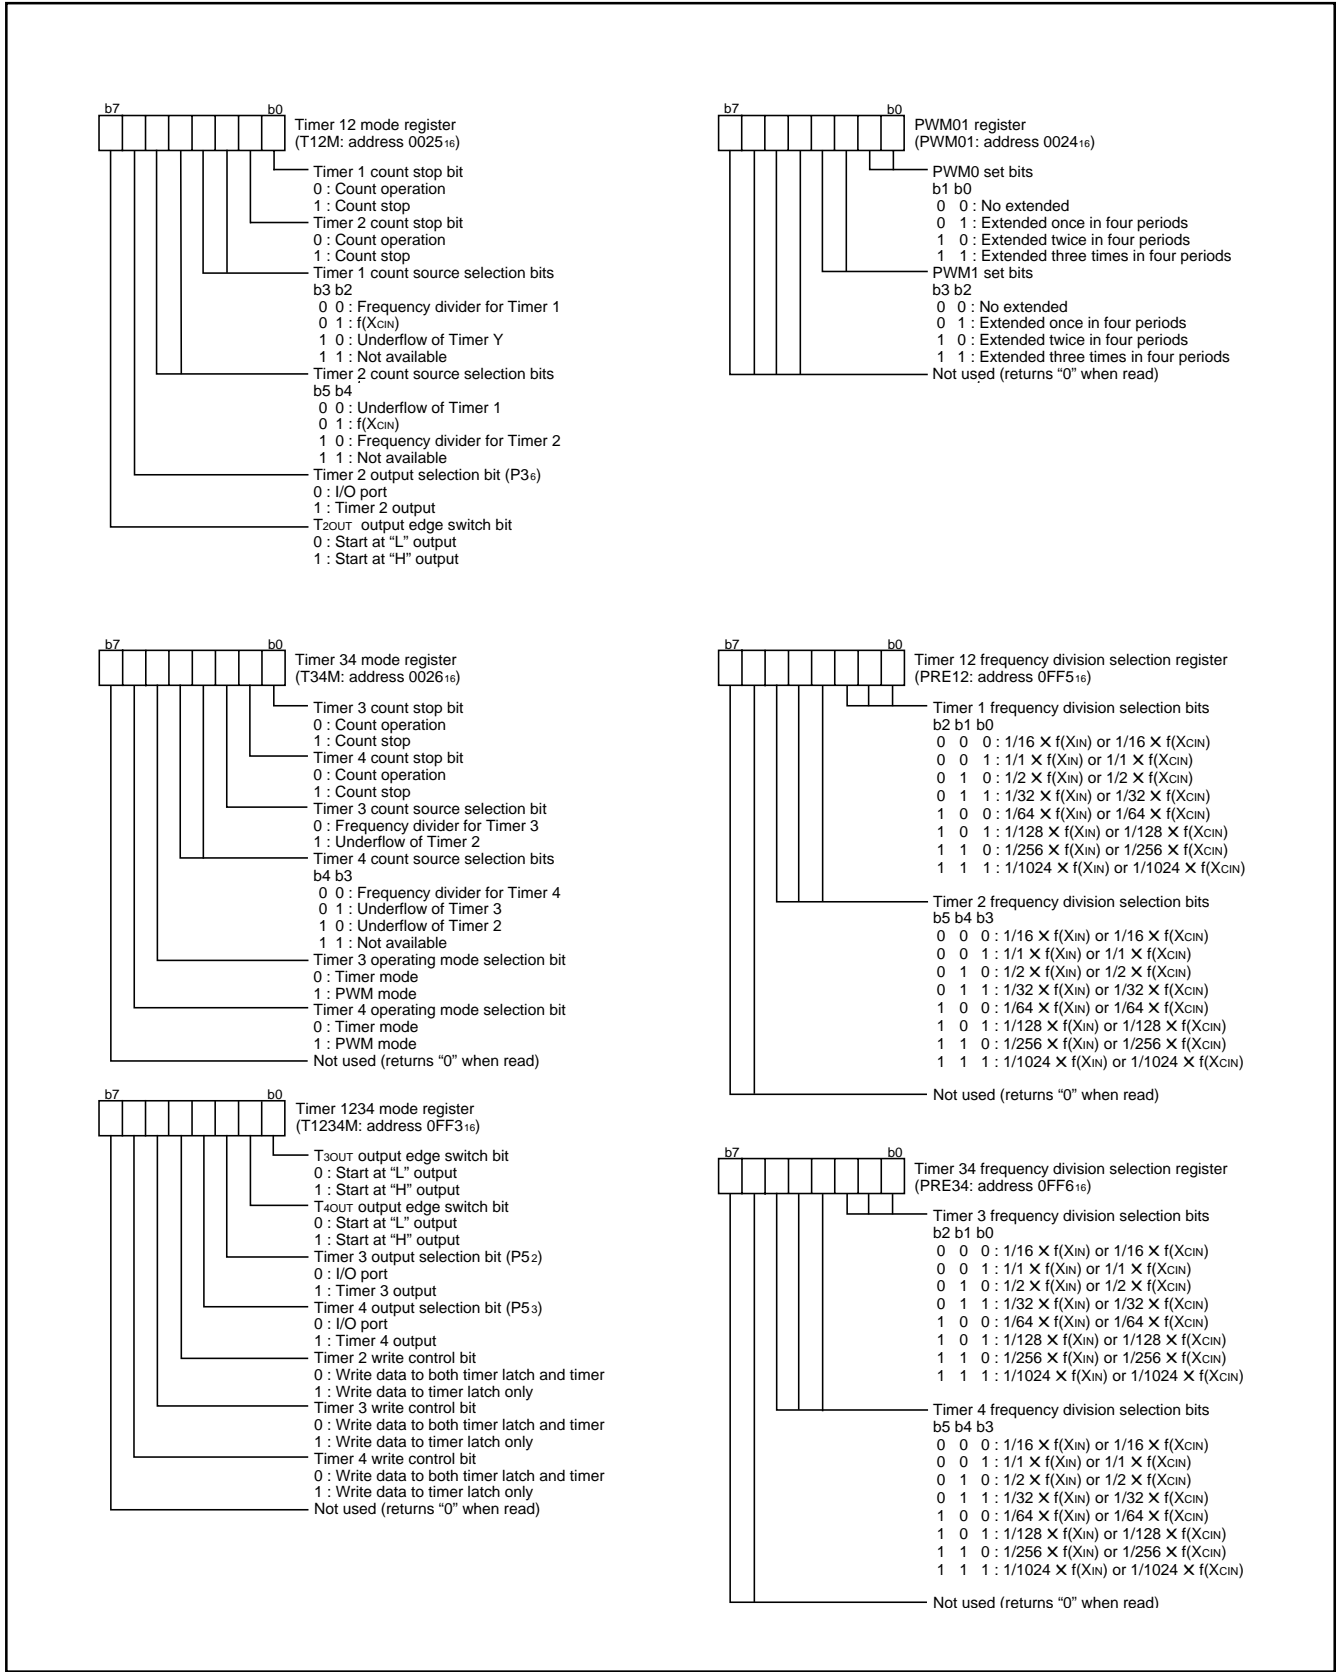 b7 b0
Timer 12 mode register
(T12M: address 002516)
Timer 1 count stop bit
0 : Count operation
1 : Count stop
Timer 2 count stop bit
0 : Count operation
1 : Count stop
Timer 1 count source selection bits
b3 b2
0 0 : Frequency divider for Timer 1
0 1 : f(XCIN)
1 0 : Underflow of Timer Y
1 1 : Not available
Timer 2 count source selection bits
b5 b4
0 0 : Underflow of Timer 1
0 1 : f(XCIN)
1 0 : Frequency divider for Timer 2
1 1 : Not available
Timer 2 output selection bit (P36)
0 : I/O port
1 : Timer 2 output
T2OUT output edge switch bit
0 : Start at “L” output
1 : Start at “H” output
b7 b0
PWM01 register
(PWM01: address 002416)
PWM0 set bits
b1 b0
0 0 : No extended
0 1 : Extended once in four periods
1 0 : Extended twice in four periods
1 1 : Extended three times in four periods
PWM1 set bits
b3 b2
0 0 : No extended
0 1 : Extended once in four periods
1 0 : Extended twice in four periods
1 1 : Extended three times in four periods
Not used (returns “0” when read)
b7 b0
Timer 34 mode register
(T34M: address 002616)
Timer 3 count stop bit
0 : Count operation
1 : Count stop
Timer 4 count stop bit
0 : Count operation
1 : Count stop
Timer 3 count source selection bit
0 : Frequency divider for Timer 3
1 : Underflow of Timer 2
Timer 4 count source selection bits
b4 b3
0 0 : Frequency divider for Timer 4
0 1 : Underflow of Timer 3
1 0 : Underflow of Timer 2
1 1 : Not available
Timer 3 operating mode selection bit
0 : Timer mode
1 : PWM mode
Timer 4 operating mode selection bit
0 : Timer mode
1 : PWM mode
Not used (returns “0” when read)
b7 b0
Timer 1234 mode register
(T1234M: address 0FF316)
T3OUT output edge switch bit
0 : Start at “L” output
1 : Start at “H” output
T4OUT output edge switch bit
0 : Start at “L” output
1 : Start at “H” output
Timer 3 output selection bit (P52)
0 : I/O port
1 : Timer 3 output
Timer 4 output selection bit (P53)
0 : I/O port
1 : Timer 4 output
Timer 2 write control bit
0 : Write data to both timer latch and timer
1 : Write data to timer latch only
Timer 3 write control bit
0 : Write data to both timer latch and timer
1 : Write data to timer latch only
Timer 4 write control bit
0 : Write data to both timer latch and timer
1 : Write data to timer latch only
Not used (returns “0” when read)
b7 b0
Timer 12 frequency division selection register
(PRE12: address 0FF516)
Timer 1 frequency division selection bits
b2 b1 b0
0 0 0 : 1/16 X f(XIN) or 1/16 X f(XCIN)
0 0 1 : 1/1 X f(XIN) or 1/1 X f(XCIN)
0 1 0 : 1/2 X f(XIN) or 1/2 X f(XCIN)
0 1 1 : 1/32 X f(XIN) or 1/32 X f(XCIN)
1 0 0 : 1/64 X f(XIN) or 1/64 X f(XCIN)
1 0 1 : 1/128 X f(XIN) or 1/128 X f(XCIN)
1 1 0 : 1/256 X f(XIN) or 1/256 X f(XCIN)
1 1 1 : 1/1024 X f(XIN) or 1/1024 X f(XCIN)
Timer 2 frequency division selection bits
b5 b4 b3
0 0 0 : 1/16 X f(XIN) or 1/16 X f(XCIN)
0 0 1 : 1/1 X f(XIN) or 1/1 X f(XCIN)
0 1 0 : 1/2 X f(XIN) or 1/2 X f(XCIN)
0 1 1 : 1/32 X f(XIN) or 1/32 X f(XCIN)
1 0 0 : 1/64 X f(XIN) or 1/64 X f(XCIN)
1 0 1 : 1/128 X f(XIN) or 1/128 X f(XCIN)
1 1 0 : 1/256 X f(XIN) or 1/256 X f(XCIN)
1 1 1 : 1/1024 X f(XIN) or 1/1024 X f(XCIN)
Not used (returns “0” when read)
b7 b0
Timer 34 frequency division selection register
(PRE34: address 0FF616)
Timer 3 frequency division selection bits
b2 b1 b0
0 0 0 : 1/16 X f(XIN) or 1/16 X f(XCIN)
0 0 1 : 1/1 X f(XIN) or 1/1 X f(XCIN)
0 1 0 : 1/2 X f(XIN) or 1/2 X f(XCIN)
0 1 1 : 1/32 X f(XIN) or 1/32 X f(XCIN)
1 0 0 : 1/64 X f(XIN) or 1/64 X f(XCIN)
1 0 1 : 1/128 X f(XIN) or 1/128 X f(XCIN)
1 1 0 : 1/256 X f(XIN) or 1/256 X f(XCIN)
1 1 1 : 1/1024 X f(XIN) or 1/1024 X f(XCIN)
Timer 4 frequency division selection bits
b5 b4 b3
0 0 0 : 1/16 X f(XIN) or 1/16 X f(XCIN)
0 0 1 : 1/1 X f(XIN) or 1/1 X f(XCIN)
0 1 0 : 1/2 X f(XIN) or 1/2 X f(XCIN)
0 1 1 : 1/32 X f(XIN) or 1/32 X f(XCIN)
1 0 0 : 1/64 X f(XIN) or 1/64 X f(XCIN)
1 0 1 : 1/128 X f(XIN) or 1/128 X f(XCIN)
1 1 0 : 1/256 X f(XIN) or 1/256 X f(XCIN)
1 1 1 : 1/1024 X f(XIN) or 1/1024 X f(XCIN)
Not used (returns “0” when read)